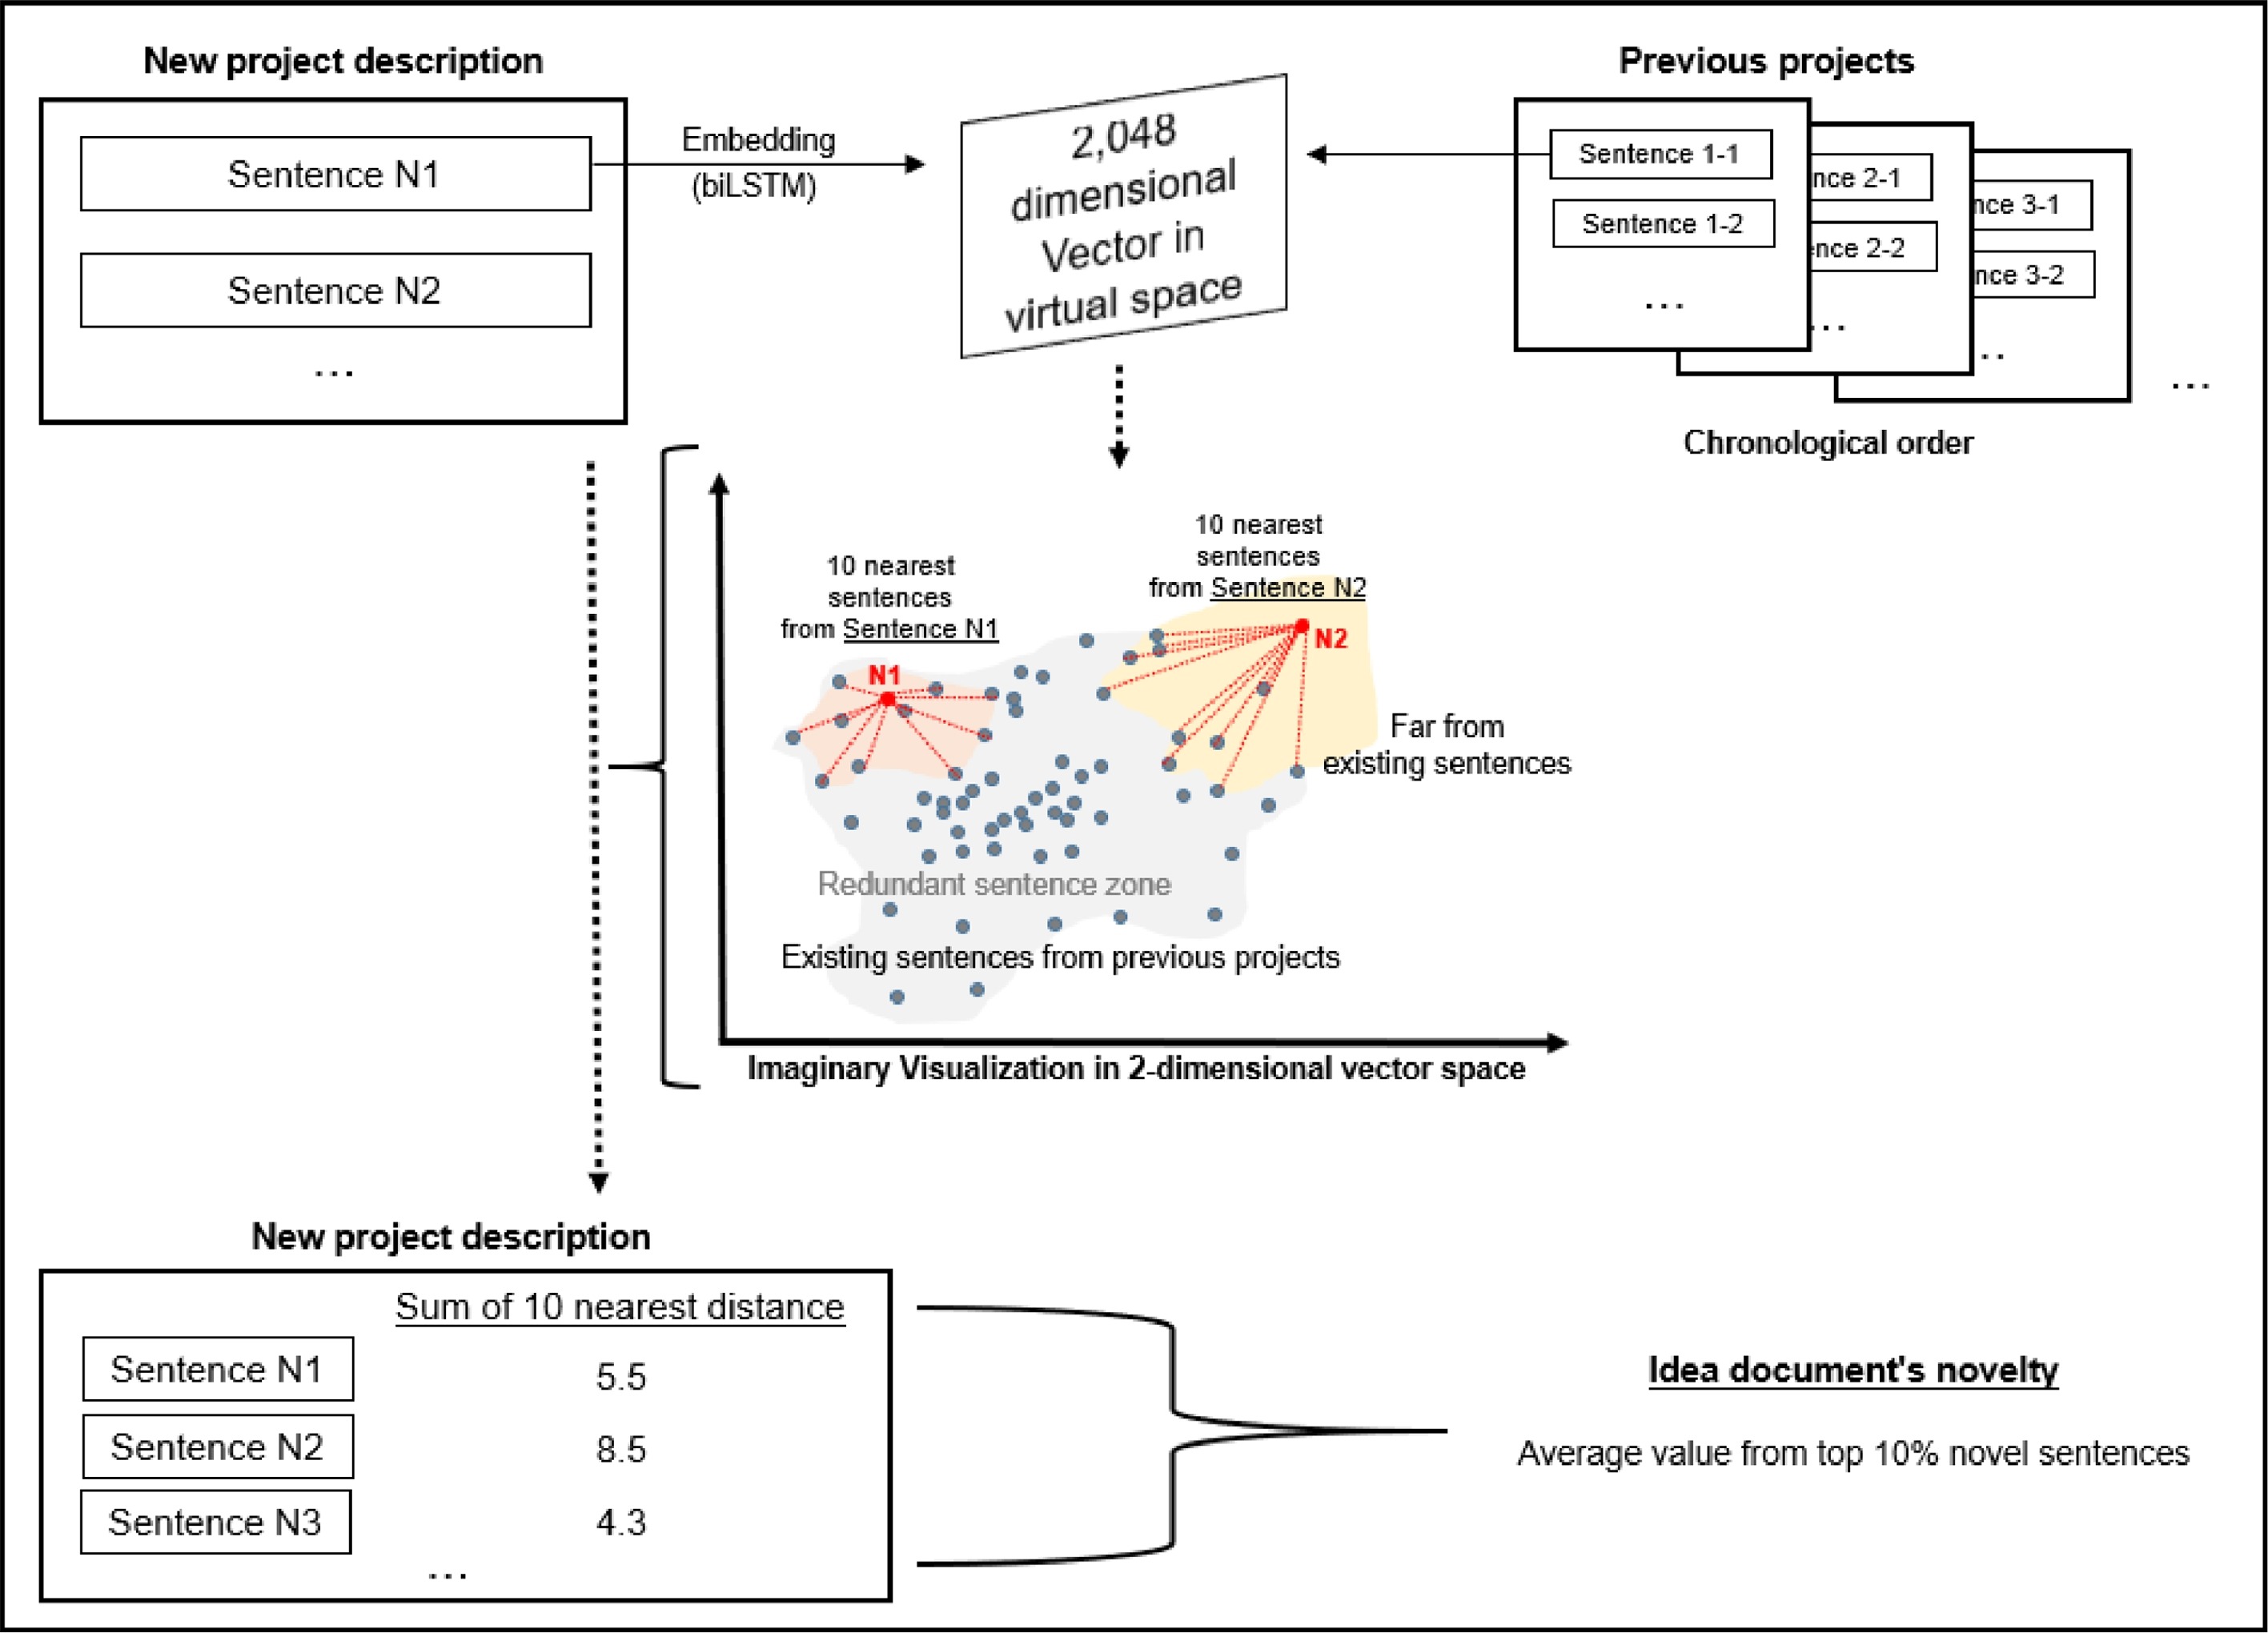 New project description
Sentence N1
Sentence N2
...
Embedding
(biLSTM)
2,048
dimensional
Vector in
virtual space
Previous projects
Sentence 1-1
Sentence 1-2
...
nce 2-1
ence 2-2
...
nce 3-1
nce 3-2
..
...
Chronological order
10 nearest
sentences
from Sentence N1
10 nearest
sentences
from Sentence N2
N1
N2
Far from
existing sentences
Redundant sentence zone
Existing sentences from previous projects
Imaginary Visualization in 2-dimensional vector space
New project description
Sum of 10 nearest distance
Sentence N1 5.5
Sentence N2 8.5
Sentence N3 4.3
...
Idea document's novelty
Average value from top 10% novel sentences